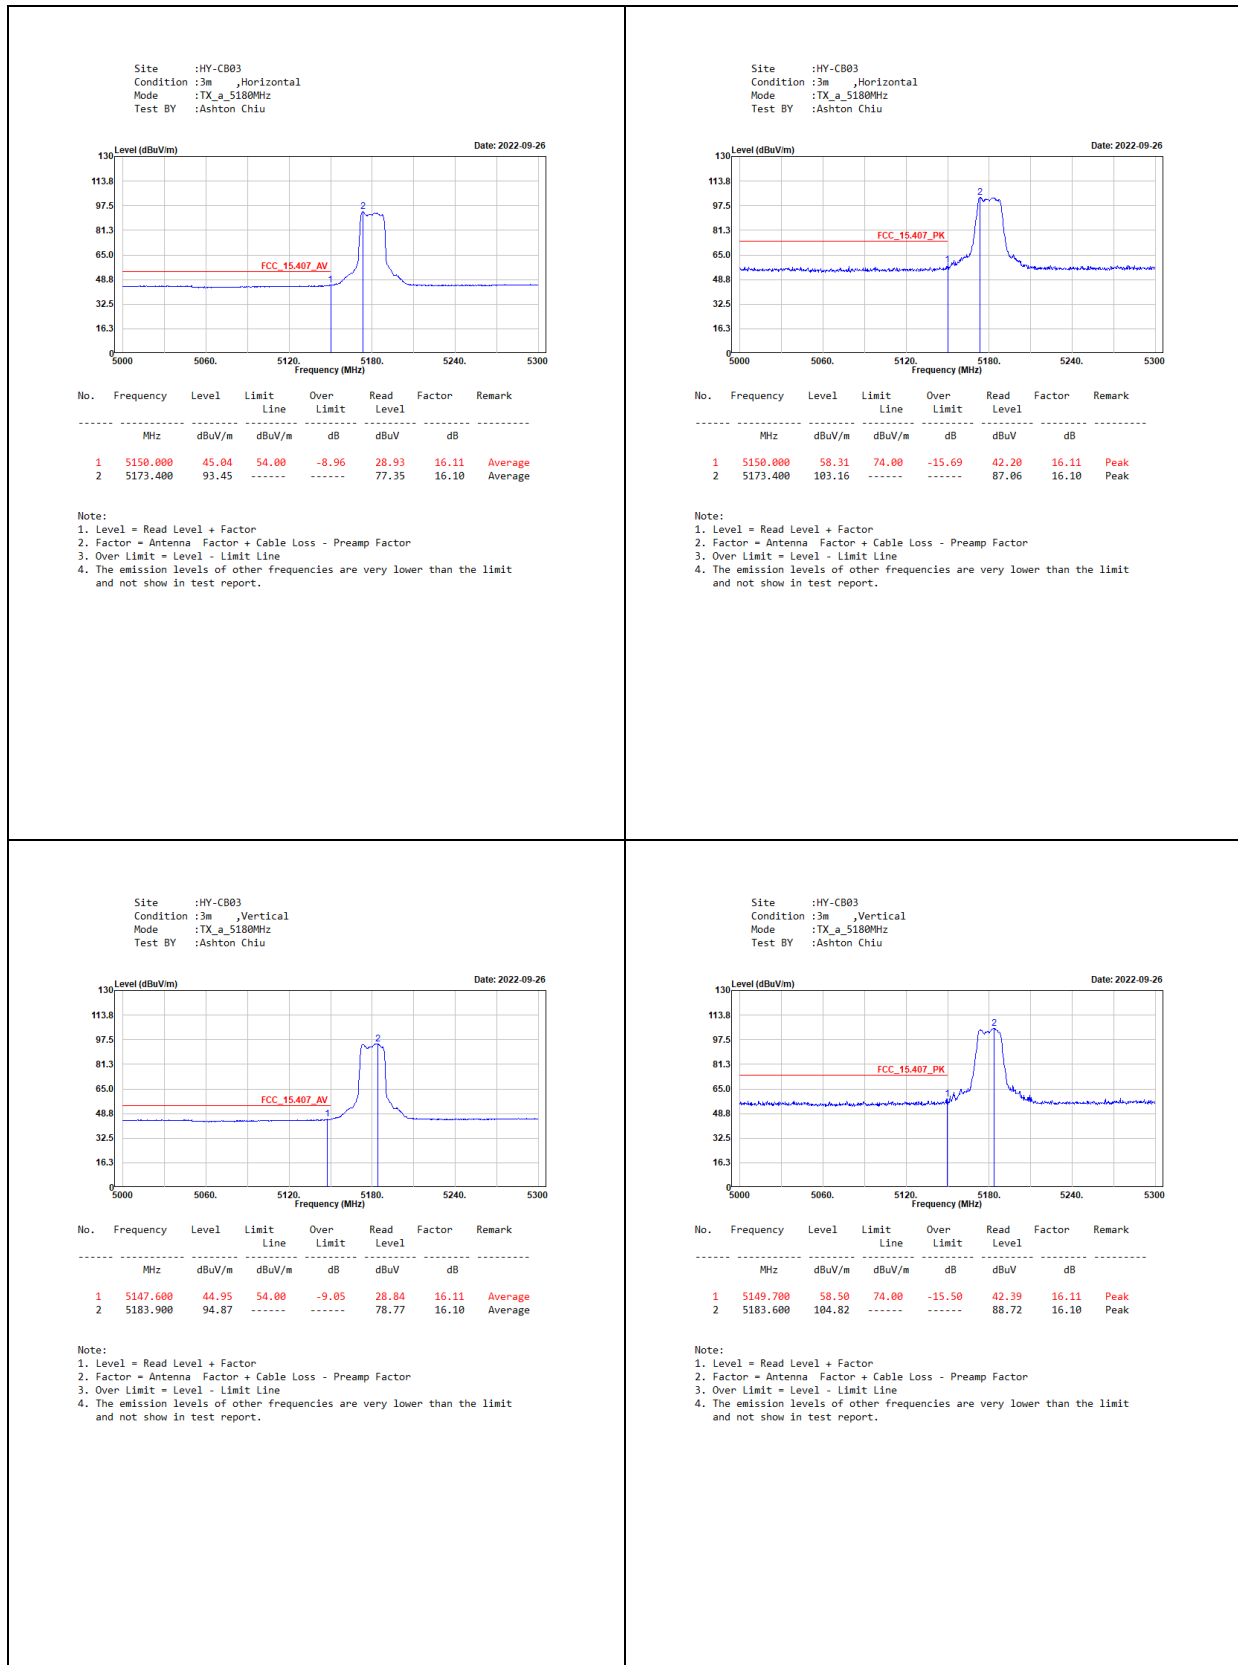 Site :HY-CB03
Condition :3m ,Horizontal
Mode :TX_a_5180MHz
Test BY :Ashton Chiu
Level (dBuV/m) Date: 2022-09-26
130
113.8
97.5
81.3
65.0
48.8
32.5
16.3
0
FCC_15.407_AV
1
2
5000 5060. 5120. 5180. 5240. 5300
Frequency (MHz)
No. Frequency Level Limit Over Read Factor Remark
Line Limit Level
------ ----------- -------- --------- -------- -------- -------- ---------
MHz dBuV/m dBuV/m dB dBuV dB
1 5150.000 45.04 54.00 -8.96 28.93 16.11 Average
2 5173.400 93.45 ------ ------ 77.35 16.10 Average
Note:
1. Level = Read Level + Factor
2. Factor = Antenna Factor + Cable Loss - Preamp Factor
3. Over Limit = Level - Limit Line
4. The emission levels of other frequencies are very lower than the limit
and not show in test report.
Site :HY-CB03
Condition :3m ,Horizontal
Mode :TX_a_5180MHz
Test BY :Ashton Chiu
Level (dBuV/m) Date: 2022-09-26
130
113.8
97.5
81.3
65.0
48.8
32.5
16.3
0
FCC_15.407_PK
1
2
5000 5060. 5120. 5180. 5240. 5300
Frequency (MHz)
No. Frequency Level Limit Over Read Factor Remark
Line Limit Level
------ ----------- -------- --------- -------- -------- -------- ---------
MHz dBuV/m dBuV/m dB dBuV dB
1 5150.000 58.31 74.00 -15.69 42.20 16.11 Peak
2 5173.400 103.16 ------ ------ 87.06 16.10 Peak
Note:
1. Level = Read Level + Factor
2. Factor = Antenna Factor + Cable Loss - Preamp Factor
3. Over Limit = Level - Limit Line
4. The emission levels of other frequencies are very lower than the limit
and not show in test report.
Site :HY-CB03
Condition :3m ,Vertical
Mode :TX_a_5180MHz
Test BY :Ashton Chiu
Level (dBuV/m) Date: 2022-09-26
130
113.8
97.5
81.3
65.0
48.8
32.5
16.3
0
FCC_15.407_AV
1
2
5000 5060. 5120. 5180. 5240. 5300
Frequency (MHz)
No. Frequency Level Limit Over Read Factor Remark
Line Limit Level
------ ----------- -------- --------- -------- -------- -------- ---------
MHz dBuV/m dBuV/m dB dBuV dB
1 5147.600 44.95 54.00 -9.05 28.84 16.11 Average
2 5183.900 94.87 ------ ------ 78.77 16.10 Average
Note:
1. Level = Read Level + Factor
2. Factor = Antenna Factor + Cable Loss - Preamp Factor
3. Over Limit = Level - Limit Line
4. The emission levels of other frequencies are very lower than the limit
and not show in test report.
Site :HY-CB03
Condition :3m ,Vertical
Mode :TX_a_5180MHz
Test BY :Ashton Chiu
Level (dBuV/m) Date: 2022-09-26
130
113.8
97.5
81.3
65.0
48.8
32.5
16.3
0
FCC_15.407_PK
1
2
5000 5060. 5120. 5180. 5240. 5300
Frequency (MHz)
No. Frequency Level Limit Over Read Factor Remark
Line Limit Level
------ ----------- -------- --------- -------- -------- -------- ---------
MHz dBuV/m dBuV/m dB dBuV dB
1 5149.700 58.50 74.00 -15.50 42.39 16.11 Peak
2 5183.600 104.82 ------ ------ 88.72 16.10 Peak
Note:
1. Level = Read Level + Factor
2. Factor = Antenna Factor + Cable Loss - Preamp Factor
3. Over Limit = Level - Limit Line
4. The emission levels of other frequencies are very lower than the limit
and not show in test report.